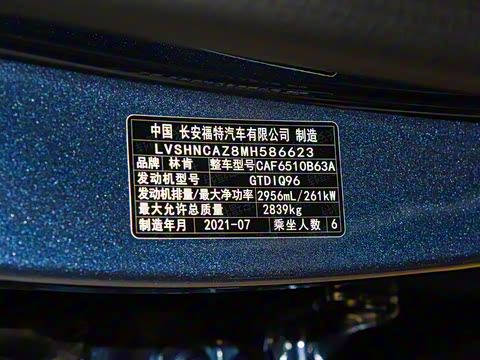 中国 长安福特汽车有限公司 制造
LVSHNCAZ8MH586623
品牌 林肯 整车型号 CAF6510B63A
发动机型号 GTDIQ96
发动机排量/最大净功率 2956mL/261kW
最大允许总质量 2839kg
制造年月 2021-07 乘坐人数 6